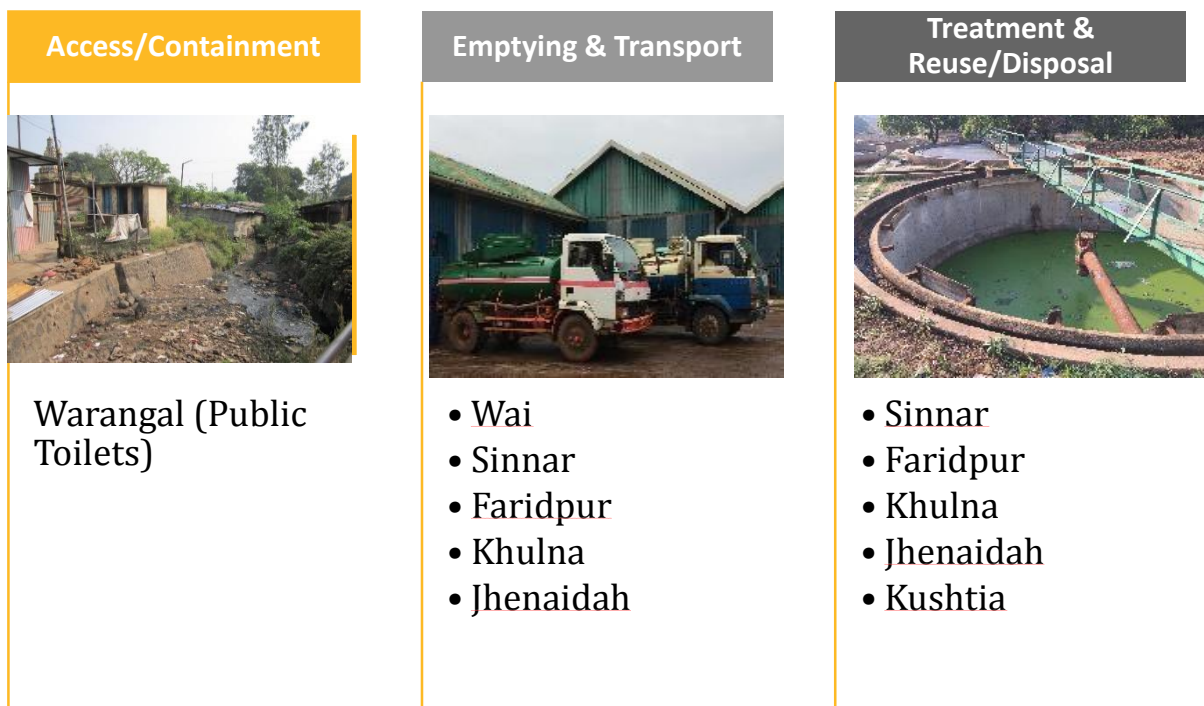 Access/Containment
Warangal (Public
Toilets)
Emptying & Transport
• Wai
• Sinnar
• Faridpur
• Khulna
• Jhenaidah
Treatment &
Reuse/Disposal
• Sinnar
• Faridpur
• Khulna
• Jhenaidah
• Kushtia